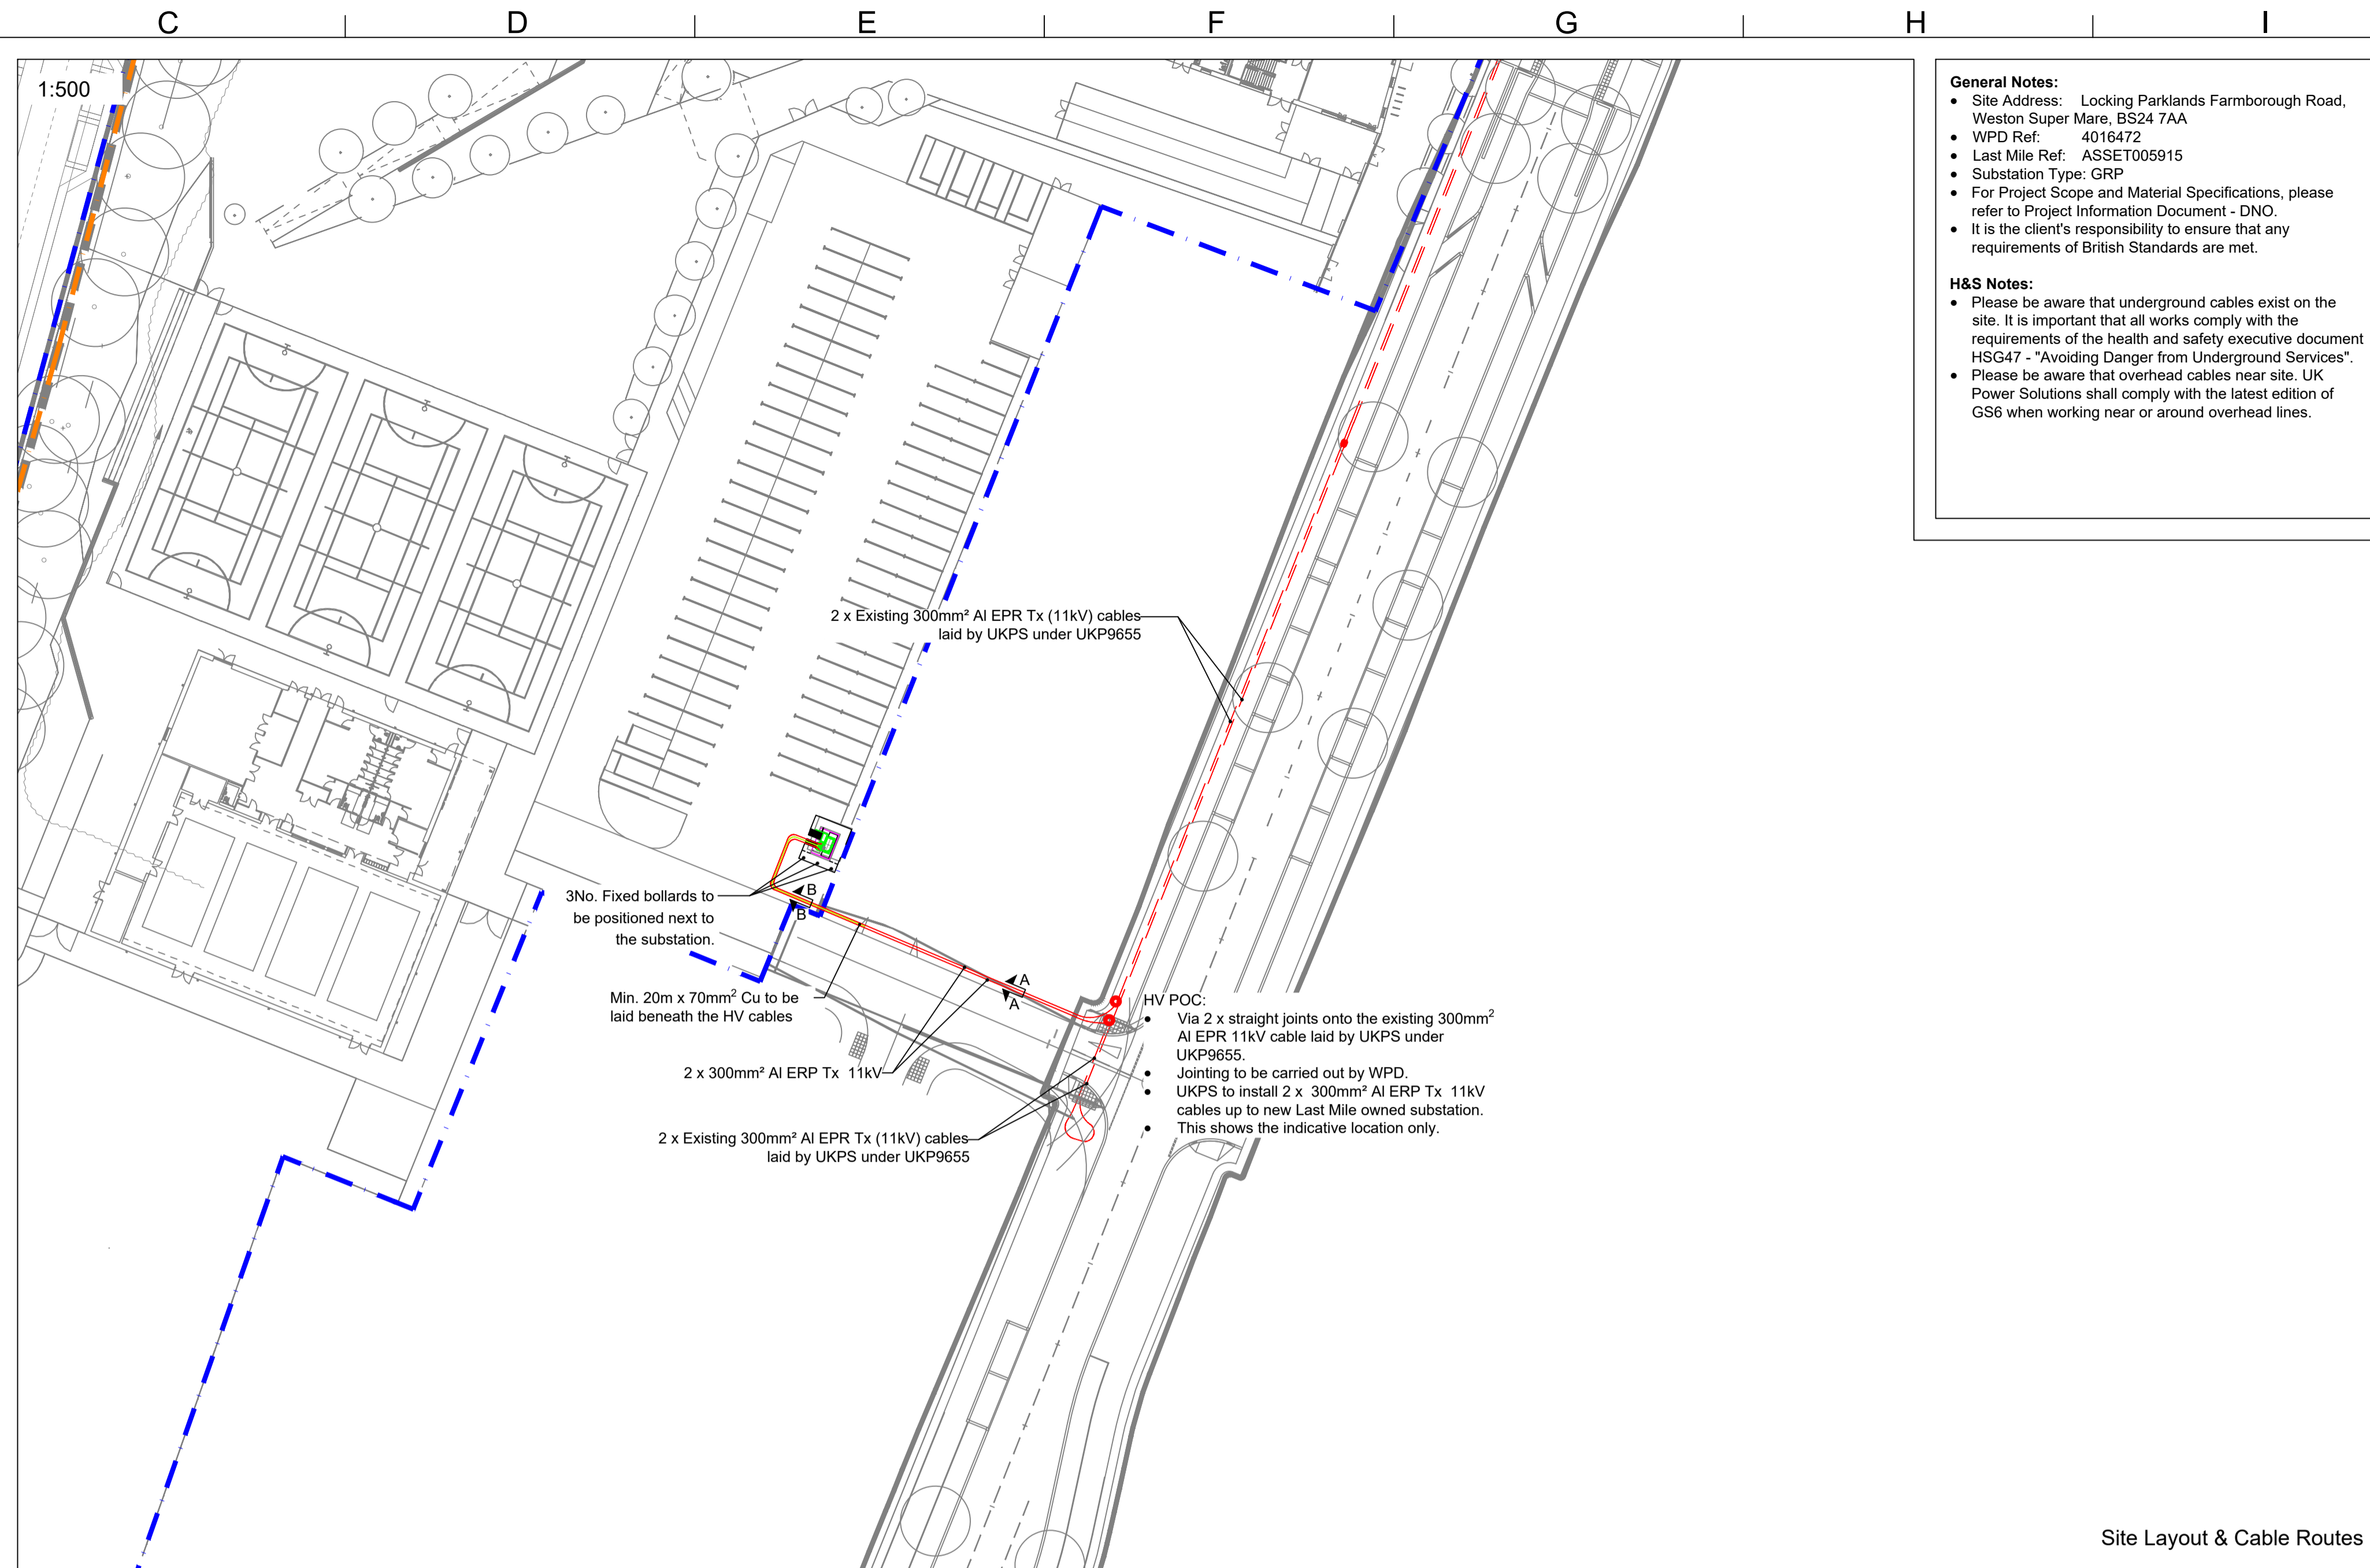 C
D
E
F
G
H
I
1:500
General Notes:
• Site Address: Locking Parklands Farmborough Road,
Weston Super Mare, BS24 7AA
• WPD Ref: 4016472
• Last Mile Ref: ASSET005915
• Substation Type: GRP
• For Project Scope and Material Specifications, please
refer to Project Information Document - DNO.
• It is the client's responsibility to ensure that any
requirements of British Standards are met.
H&S Notes:
• Please be aware that underground cables exist on the
site. It is important that all works comply with the
requirements of the health and safety executive document
HSG47 - "Avoiding Danger from Underground Services".
• Please be aware that overhead cables near site. UK
Power Solutions shall comply with the latest edition of
GS6 when working near or around overhead lines.
2 x Existing 300mm² Al EPR Tx (11kV) cables
laid by UKPS under UKP9655
3No. Fixed bollards to
be positioned next to
the substation.
B
B
Min. 20m x 70mm² Cu to be
laid beneath the HV cables
A
A
2 x 300mm² Al ERP Tx 11kV
2 x Existing 300mm² Al EPR Tx (11kV) cables
laid by UKPS under UKP9655
HV POC:
• Via 2 x straight joints onto the existing 300mm²
Al EPR 11kV cable laid by UKPS under
UKP9655.
• Jointing to be carried out by WPD.
• UKPS to install 2 x 300mm² Al ERP Tx 11kV
cables up to new Last Mile owned substation.
• This shows the indicative location only.
Site Layout & Cable Routes